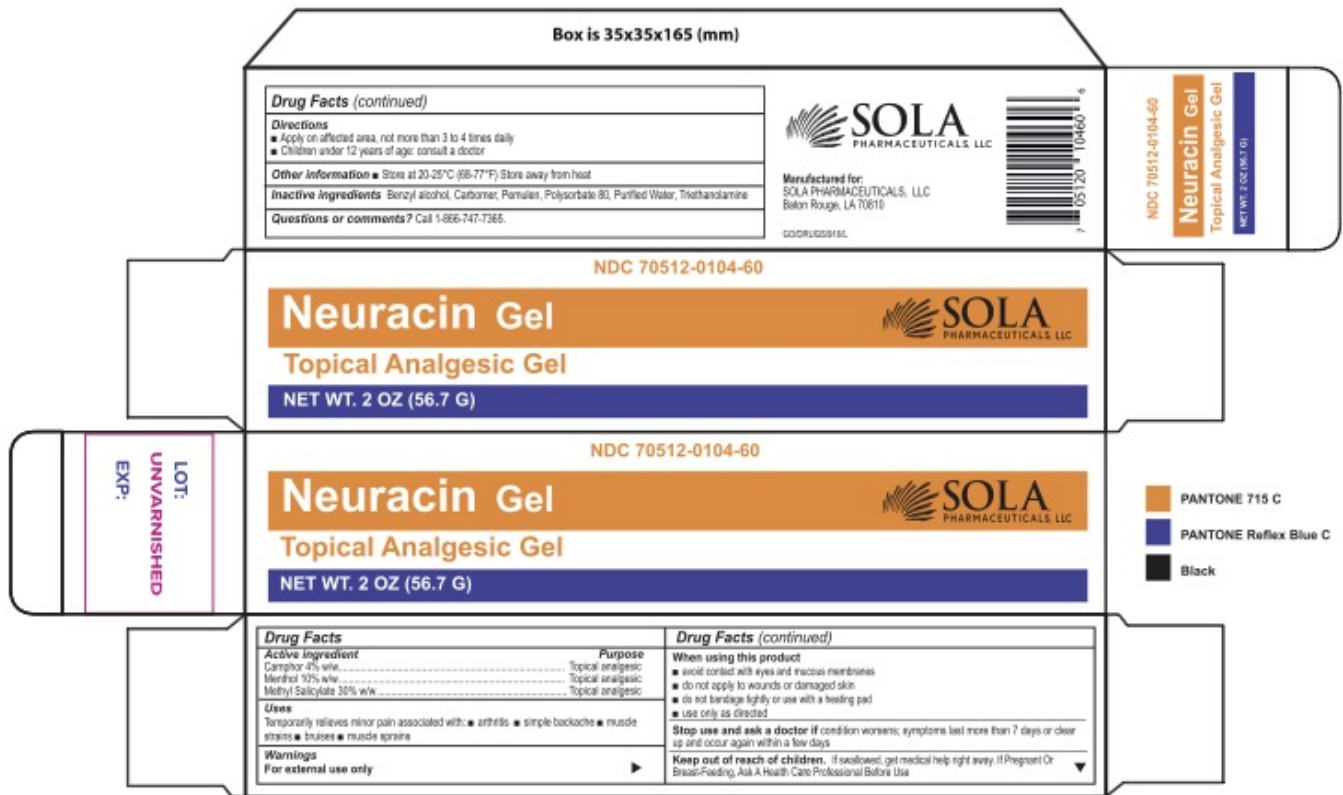 Box is 35x35x165 (mm)
Drug Facts (continued)
Directions
■ Apply on affected area, not more than 3 to 4 times daily
■ Children under 12 years of age: consult a doctor
Other information ■ Store at 20-25°C (68-77°F) Store away from heat
Inactive ingredients Benzyl alcohol, Carbomer, Pemulen, Polysorbate 80, Purified Water, Triethanolamine
Questions or comments? Call 1-866-747-7365.
SOLA
PHARMACEUTICALS, LLC
Manufactured for:
SOLA PHARMACEUTICALS, LLC
Baton Rouge, LA 70810
7 05120 10460 6
NDC 70512-0104-60
Neuracin Gel
Topical Analgesic Gel
NET WT. 2 OZ (56.7 G)
NDC 70512-0104-60
Neuracin Gel
SOLA
PHARMACEUTICALS, LLC
Topical Analgesic Gel
NET WT. 2 OZ (56.7 G)
LOT:
UNVARNISHED
EXP:
NDC 70512-0104-60
Neuracin Gel
SOLA
PHARMACEUTICALS, LLC
Topical Analgesic Gel
NET WT. 2 OZ (56.7 G)
PANTONE 715 C
PANTONE Reflex Blue C
Black
Drug Facts
Active ingredient Purpose
Camphor 4% w/w Topical analgesic
Menthol 10% w/w Topical analgesic
Methyl Salicylate 30% w/w Topical analgesic
Uses
Temporarily relieves minor pain associated with: ■ arthritis ■ simple backache ■ muscle
strains ■ bruises ■ muscle sprains
Warnings
For external use only
Drug Facts (continued)
When using this product
■ avoid contact with eyes and mucous membranes
■ do not apply to wounds or damaged skin
■ do not bandage tightly or use with a heating pad
■ use only as directed
Stop use and ask a doctor if condition worsens; symptoms last more than 7 days or clear
up and occur again within a few days
Keep out of reach of children. If swallowed, get medical help right away. If Pregnant Or
Breast-Feeding, Ask A Health Care Professional Before Use